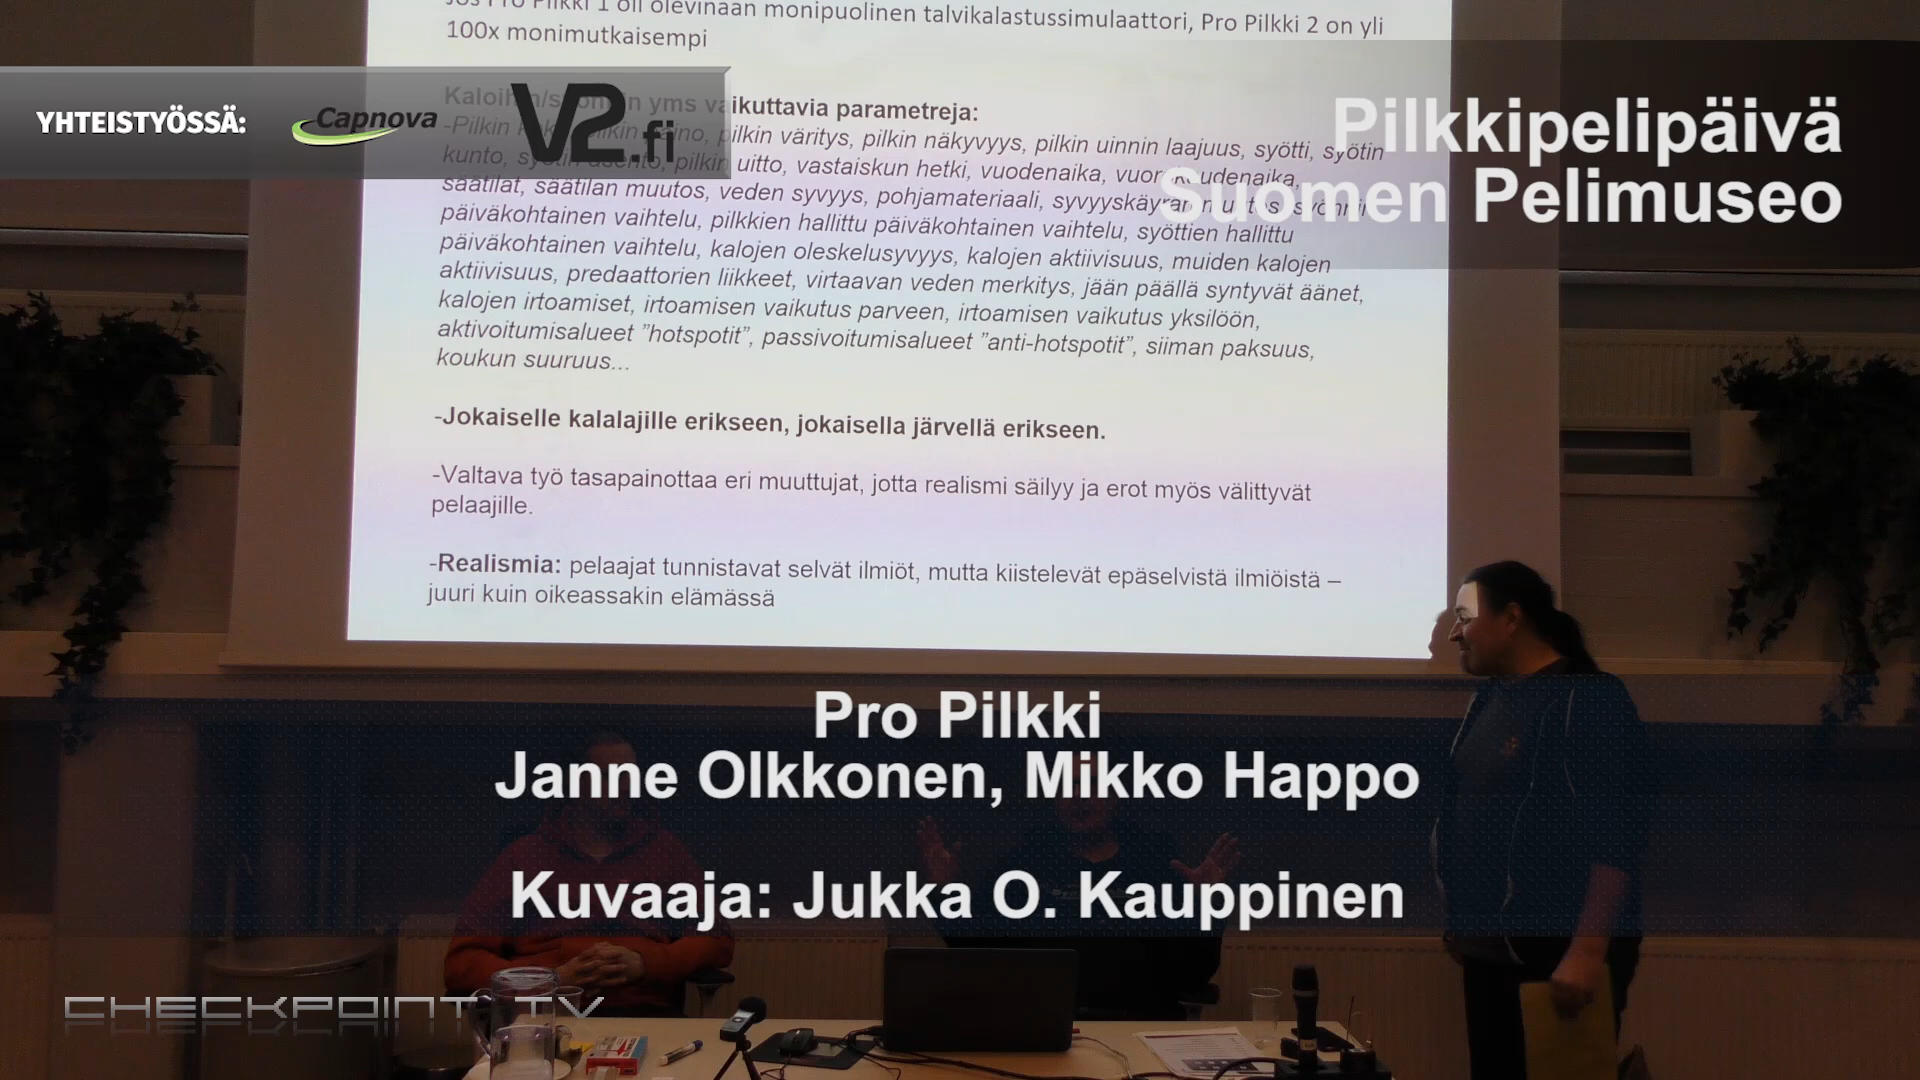 Jos Pro Pilkki 1 oli olevinaan monipuolinen talvikalastussimulaattori, Pro Pilkki 2 on yli
100x monimutkaisempi
YHTEISTYÖSSÄ:
Capnova
V2.fi
Pilkkipelipäivä
Suomen Pelimuseo
yms vaikuttavia parametreja:
pilkin väritys, pilkin näkyvyys, pilkin uinnin laajuus, syötti, syötin
kunto, syötin asento, pilkin uitto, vastaiskun hetki, vuodenaika, vuorokaudenaika,
säätilat, säätilan muutos, veden syvyys, pohjamateriaali, syvyyskäyrän muutos,
päiväkohtainen vaihtelu, pilkkien hallittu päiväkohtainen vaihtelu, syöttien hallittu
päiväkohtainen vaihtelu, kalojen oleskelusyvyys, kalojen aktiivisuus, muiden kalojen
aktiivisuus, predaattorien liikkeet, virtaavan veden merkitys, jään päällä syntyvät äänet,
kalojen irtoamiset, irtoamisen vaikutus parveen, irtoamisen vaikutus yksilöön,
aktivoitumisalueet ”hotspotit”, passivoitumisalueet ”anti-hotspotit”, siiman paksuus,
koukun suuruus...
-Jokaiselle kalalajille erikseen, jokaisella järvellä erikseen.
-Valtava työ tasapainottaa eri muuttujat, jotta realismi säilyy ja erot myös välittyvät
pelaajille.
-Realismia: pelaajat tunnistavat selvät ilmiöt, mutta kiistelevät epäselvistä ilmiöistä –
juuri kuin oikeassakin elämässä
Pro Pilkki
Janne Olkkonen, Mikko Happo
Kuvaaja: Jukka O. Kauppinen
CHECKPOINT TV